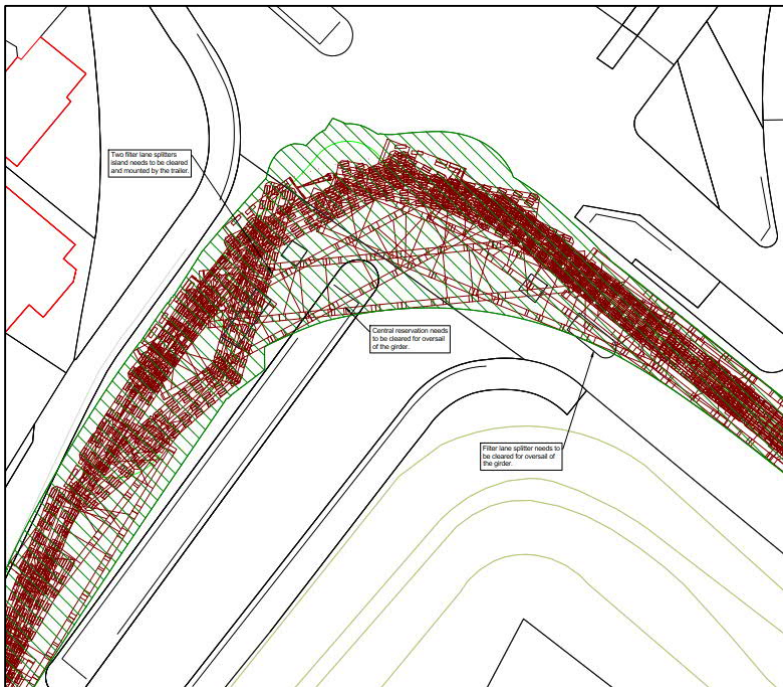 Two filter lane splitters
island needs to be cleared
and mounted by the trailer.
Central reservation needs
to be cleared for oversail
of the girder.
Filter lane splitter needs to
be cleared for oversail of
the girder.